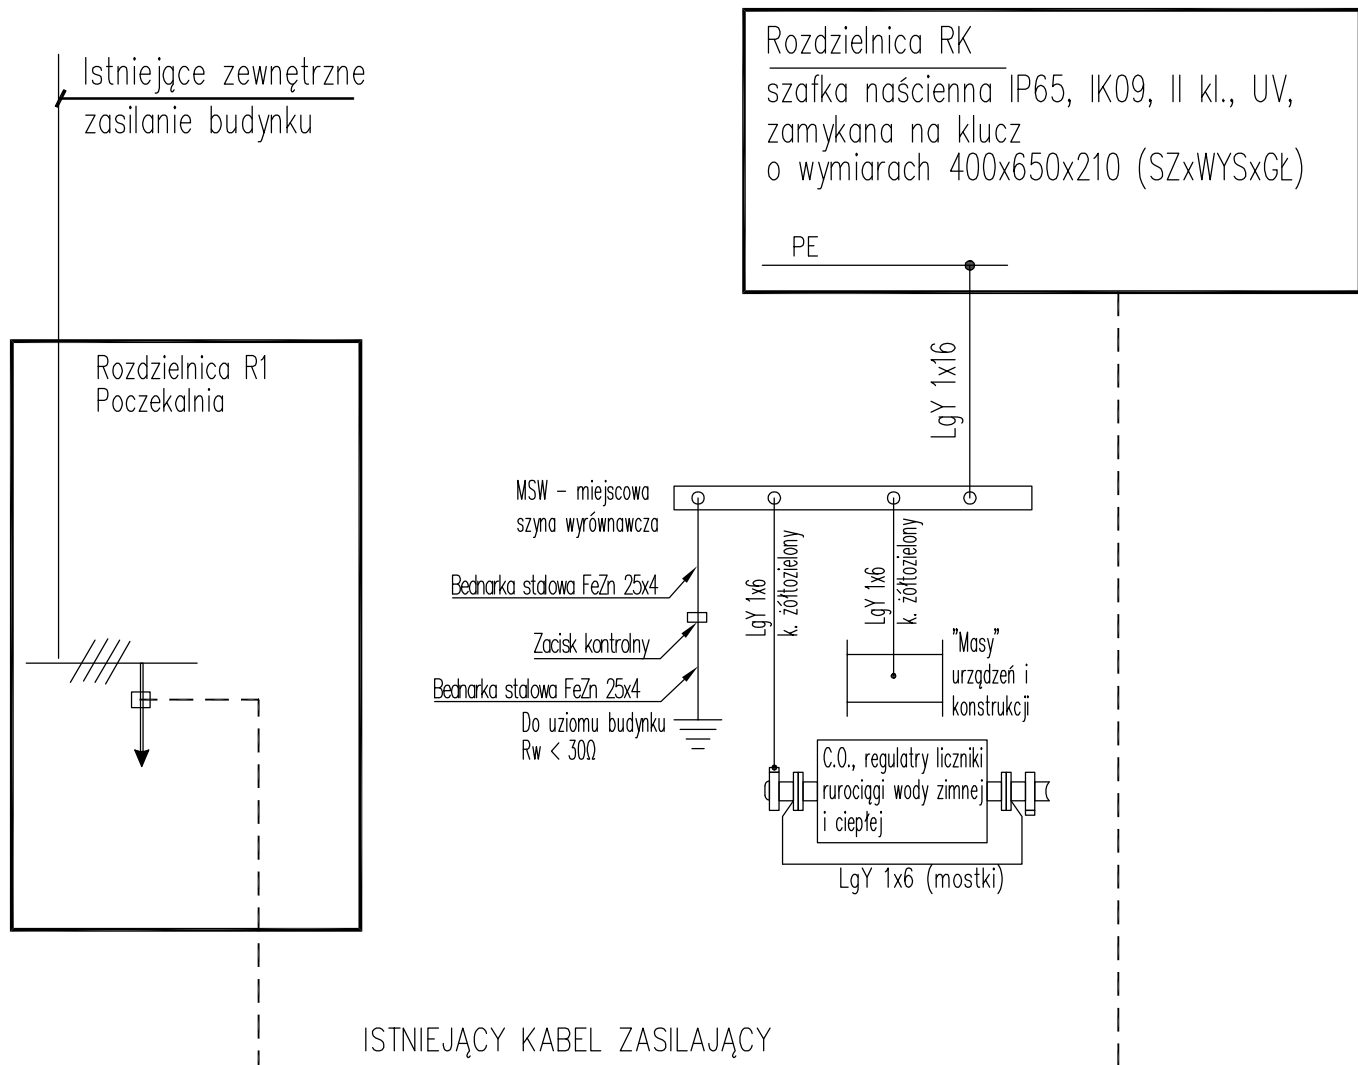 Istniejące zewnętrzne
zasilanie budynku
Rozdzielnica RK
szafka naścienna IP65, IK09, II kl., UV,
zamykana na klucz
o wymiarach 400x650x210 (SZxWYSxGŁ)
PE
LgY 1x16
Rozdzielnica R1
Poczekalnia
MSW – miejscowa
szyna wyrównawcza
Bednarka stalowa FeZn 25x4
Zacisk kontrolny
Bednarka stalowa FeZn 25x4
Do uziomu budynku
Rw < 30Ω
LgY 1x6
k. żółtozielony
LgY 1x6
k. żółtozielony
"Masy"
urządzeń i
konstrukcji
C.O., regulatry liczniki
rurociągi wody zimnej
i ciepłej
LgY 1x6 (mostki)
ISTNIEJĄCY KABEL ZASILAJĄCY